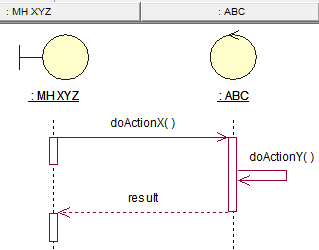 : MH XYZ
: ABC
: MH XYZ
: ABC
doActionX( )
doActionY( )
result